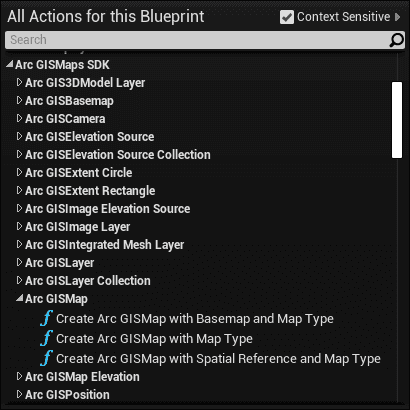 All Actions for this Blueprint Context Sensitive
Search
Arc GISMaps SDK
Arc GIS3DModel Layer
Arc GISBasemap
Arc GISCamera
Arc GISElevation Source
Arc GISElevation Source Collection
Arc GISExtent Circle
Arc GISExtent Rectangle
Arc GISImage Elevation Source
Arc GISImage Layer
Arc GISIntegrated Mesh Layer
Arc GISLayer
Arc GISLayer Collection
Arc GISMap
f Create Arc GISMap with Basemap and Map Type
f Create Arc GISMap with Map Type
f Create Arc GISMap with Spatial Reference and Map Type
Arc GISMap Elevation
Arc GISPosition